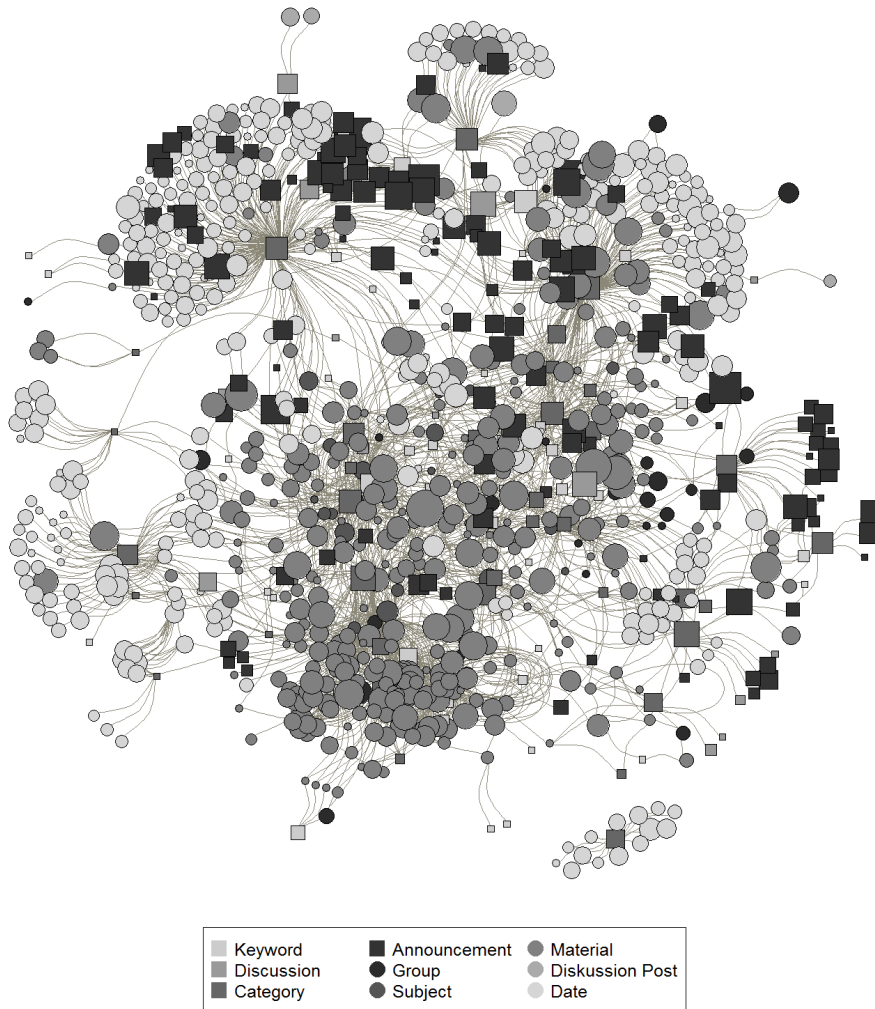 Keyword Announcement Material
Discussion Group Diskussion Post
Category Subject Date